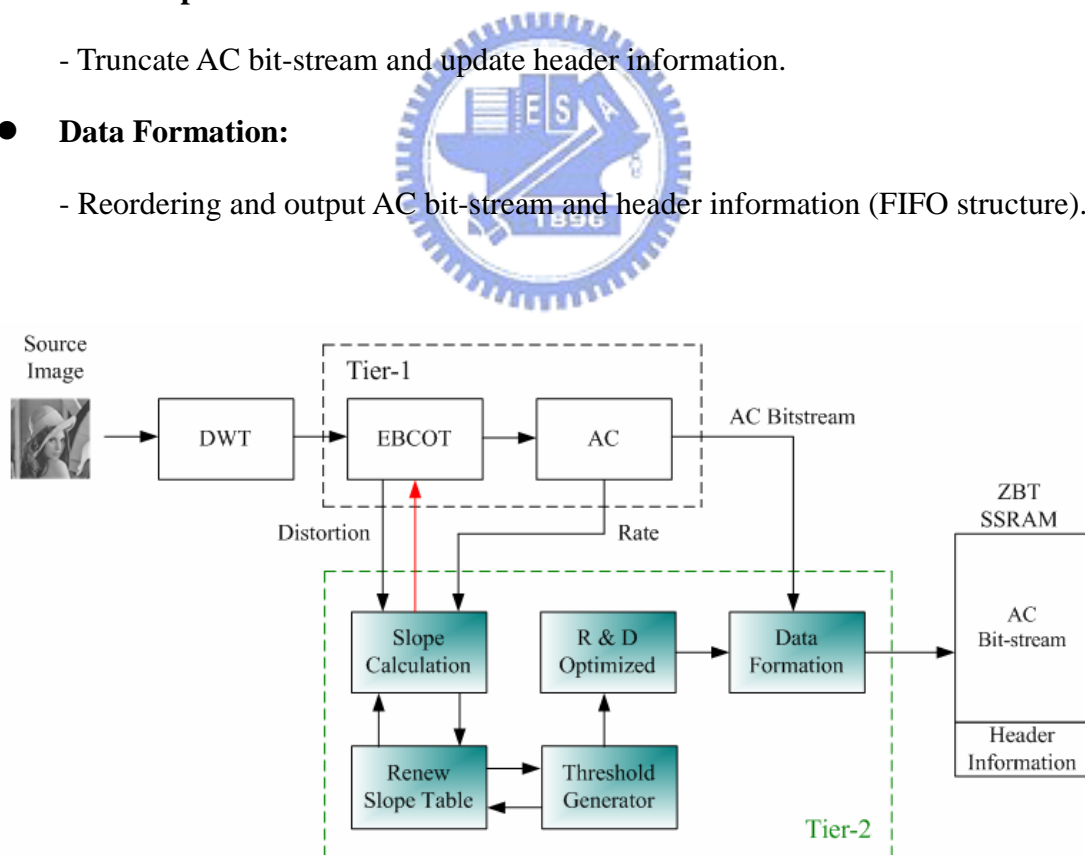 - Truncate AC bit-stream and update header information.
● Data Formation:
- Reordering and output AC bit-stream and header information (FIFO structure).
ESA
1896
Source
Image
Tier-1
DWT
EBCOT
AC
AC Bitstream
ZBT
SSRAM
Distortion
Rate
Slope
Calculation
R & D
Optimized
Data
Formation
AC
Bit-stream
Renew
Slope Table
Threshold
Generator
Header
Information
Tier-2